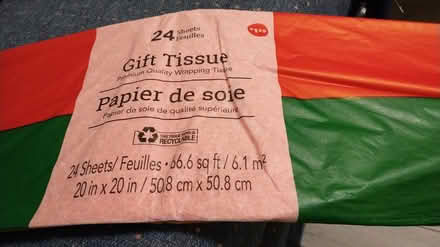 24 Sheets
Feuilles
Gift Tissue
Premium Quality Wrapping Tissue
Papier de soie
Papier de soie de qualité supérieure
RECYCLABLE
24 Sheets/ Feuilles • 66.6 sq ft / 6.1 m²
20 in x 20 in / 50.8 cm x 50.8 cm